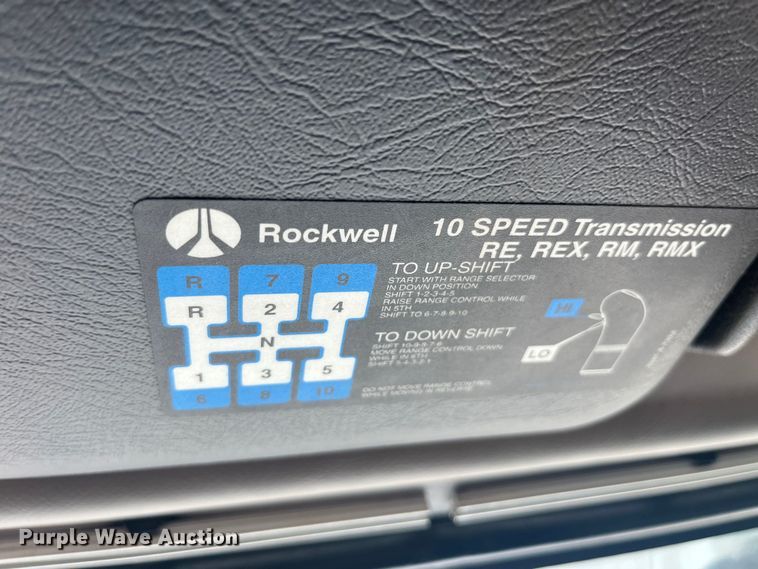 Rockwell
10 SPEED Transmission
RE, REX, RM, RMX
R 7 9
R 2 4
N
1 3 5
6 8 10
TO UP-SHIFT
START WITH RANGE SELECTOR
IN DOWN POSITION
SHIFT 1-2-3-4-5
RAISE RANGE CONTROL WHILE
IN 5TH
SHIFT TO 6-7-8-9-10
TO DOWN SHIFT
SHIFT 10-9-8-7-6
MOVE RANGE CONTROL DOWN
WHILE IN 6TH
SHIFT 5-4-3-2-1
DO NOT MOVE RANGE CONTROL
WHILE MOVING IN REVERSE
HI
LO
Purple Wave Auction